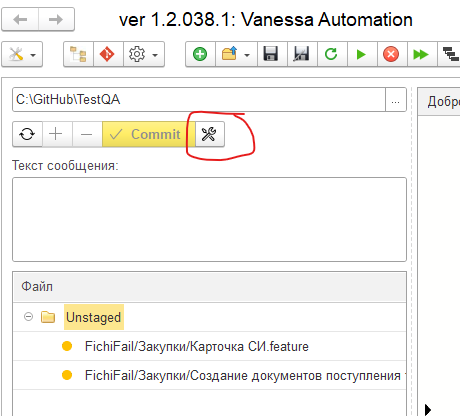 ver 1.2.038.1: Vanessa Automation
C:\GitHub\TestQA
...
Добро
Commit
Текст сообщения:
Файл
Unstaged
FichiFail/Закупки/Карточка СИ.feature
FichiFail/Закупки/Создание документов поступления